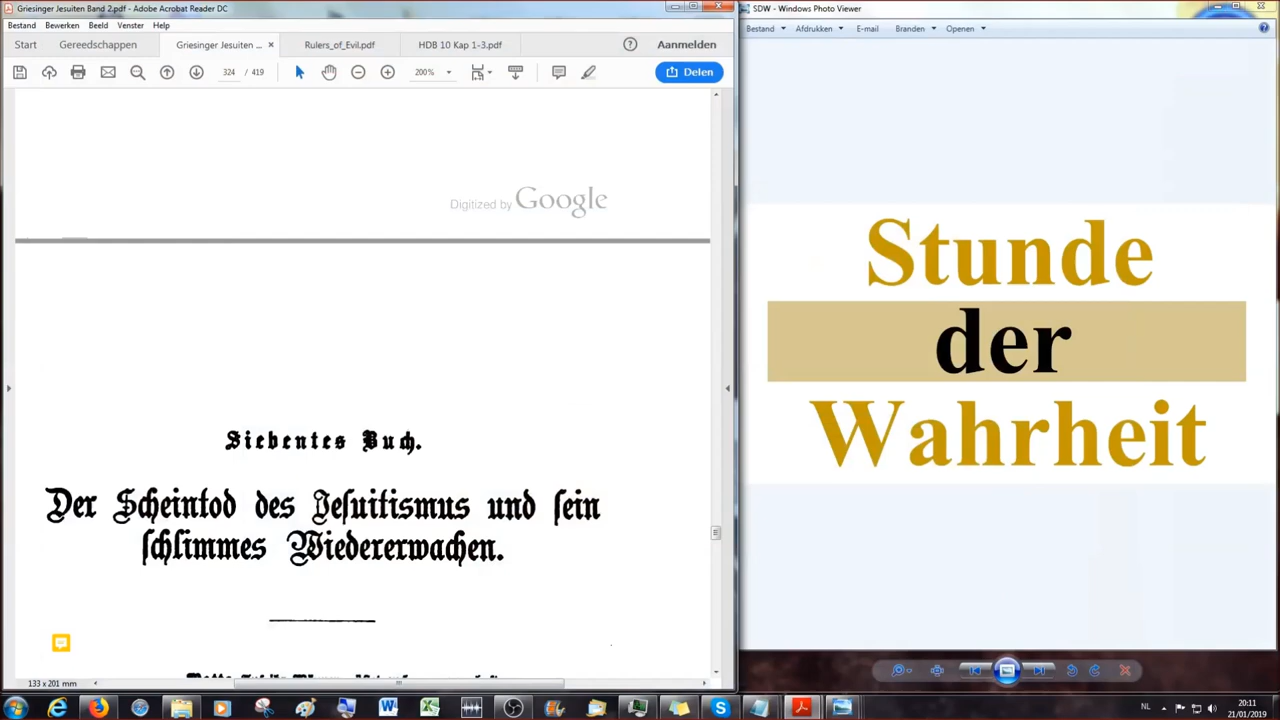 Griesinger Jesuiten Band 2.pdf - Adobe Acrobat Reader DC
Bestand Bewerken Beeld Venster Help
Start Gereedschappen Griesinger Jesuiten ... × Rulers_of_Evil.pdf HDB 10 Kap 1-3.pdf Aanmelden
324 / 419 200% Delen
Digitized by Google
Siebentes Buch.
Der Scheintod des Jesuitismus und sein
schlimmes Wiedererwachen.
133 x 201 mm
SDW - Windows Photo Viewer
Bestand Afdrukken E-mail Branden Openen
Stunde
der
Wahrheit
NL
20:11
21/01/2019